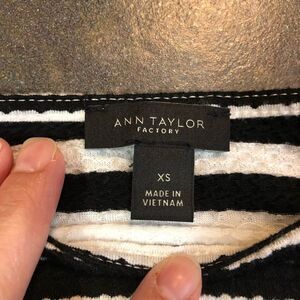 ANN TAYLOR
FACTORY
XS
MADE IN
VIETNAM